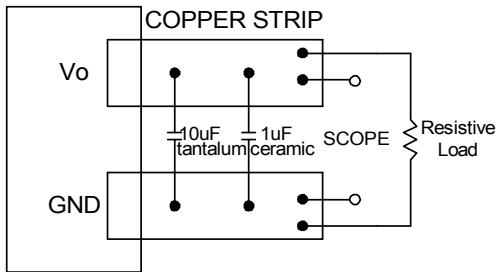 COPPER STRIP
Vo
10uF
tantalum
1uF
ceramic
SCOPE
Resistive
Load
GND